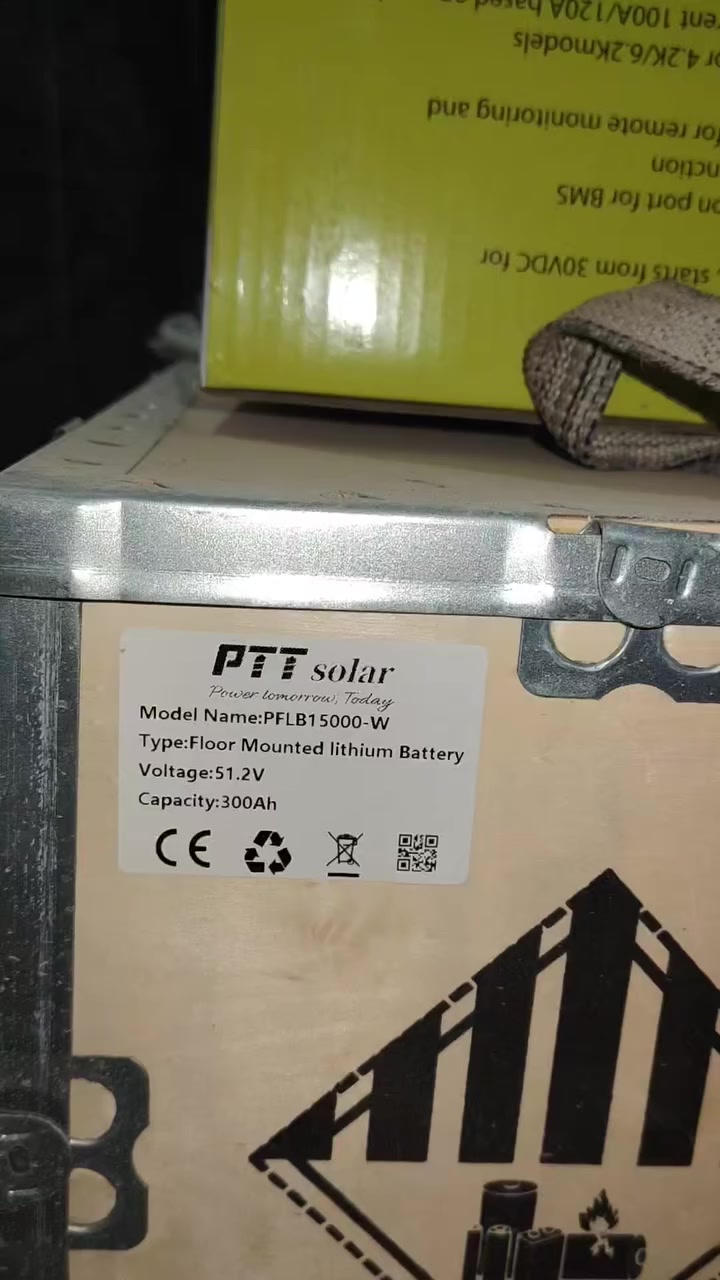 rent 100A/120A based
or 4.2K/6.2Kmodels
for remote monitoring and
nction
on port for BMS
, starts from 30VDC for
PTT solar
Power tomorrow, Today
Model Name:PFLB15000-W
Type:Floor Mounted lithium Battery
Voltage:51.2V
Capacity:300Ah
CE